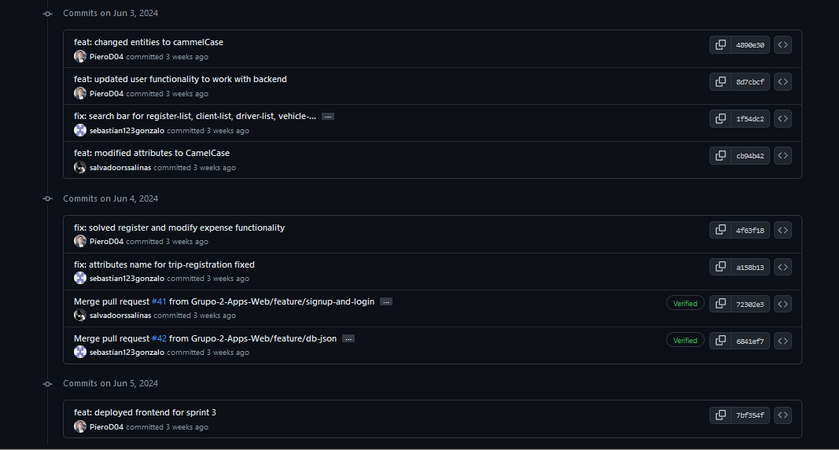 Commits on Jun 3, 2024
feat: changed entities to cammelCase
4890e30
PieroD04 committed 3 weeks ago
feat: updated user functionality to work with backend
8d7cbcf
PieroD04 committed 3 weeks ago
fix: search bar for register-list, client-list, driver-list, vehicle-... ...
1f54dc2
sebastian123gonzalo committed 3 weeks ago
feat: modified attributes to CamelCase
cb94b42
salvadoorssalinas committed 3 weeks ago
Commits on Jun 4, 2024
fix: solved register and modify expense functionality
4f63f18
PieroD04 committed 3 weeks ago
fix: attributes name for trip-registration fixed
a158b13
sebastian123gonzalo committed 3 weeks ago
Merge pull request #41 from Grupo-2-Apps-Web/feature/signup-and-login ...
Verified 72302e3
salvadoorssalinas committed 3 weeks ago
Merge pull request #42 from Grupo-2-Apps-Web/feature/db-json ...
Verified 6841ef7
sebastian123gonzalo committed 3 weeks ago
Commits on Jun 5, 2024
feat: deployed frontend for sprint 3
7bf354f
PieroD04 committed 3 weeks ago